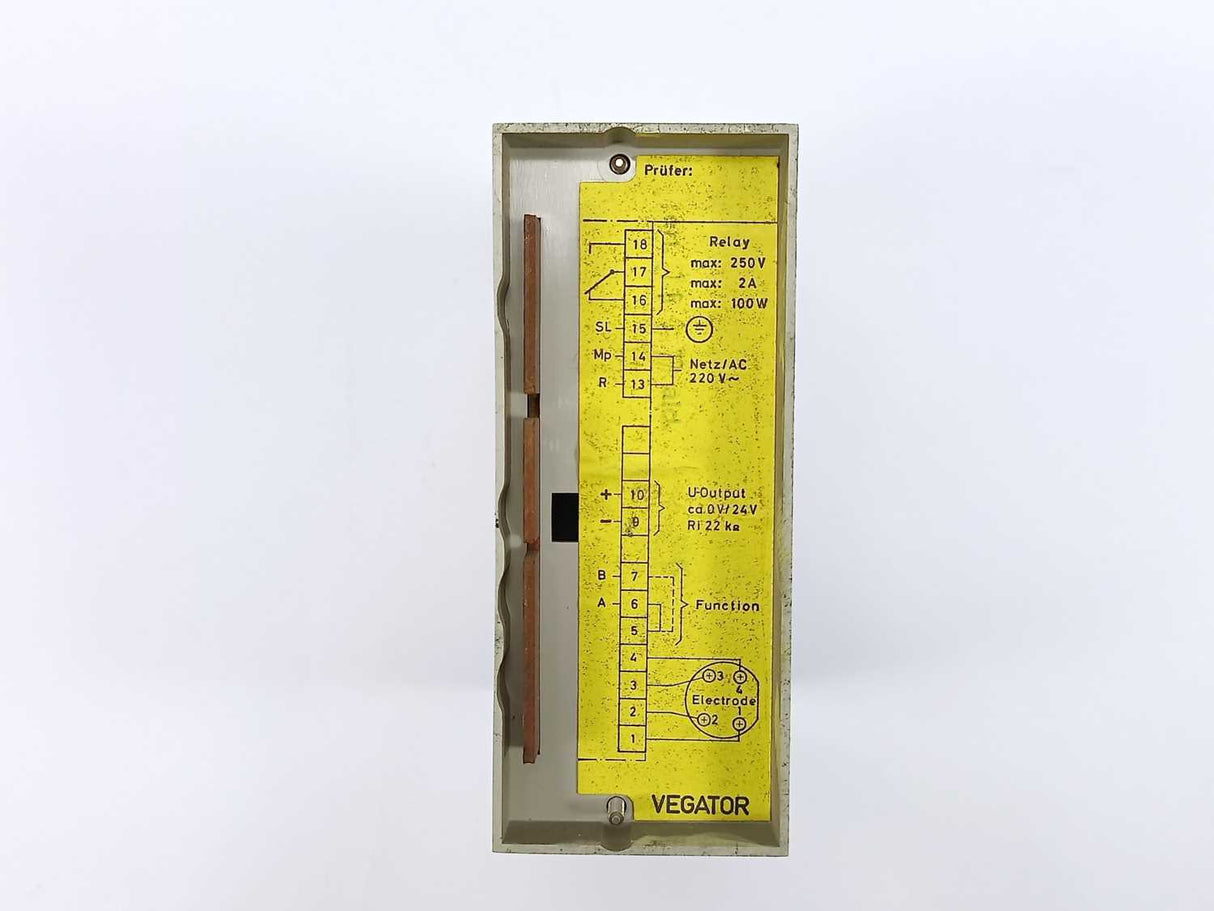 Prüfer:
18
Relay
max: 250V
17
max: 2A
16
max: 100W
SL 15
Mp 14
Netz/AC
220V~
R 13
+ 10
U-Output
ca.0V/24V
- 9
Ri 22 kΩ
B 7
A 6
Function
5
4
3
3
4
Electrode
2
1
2
1
VEGATOR